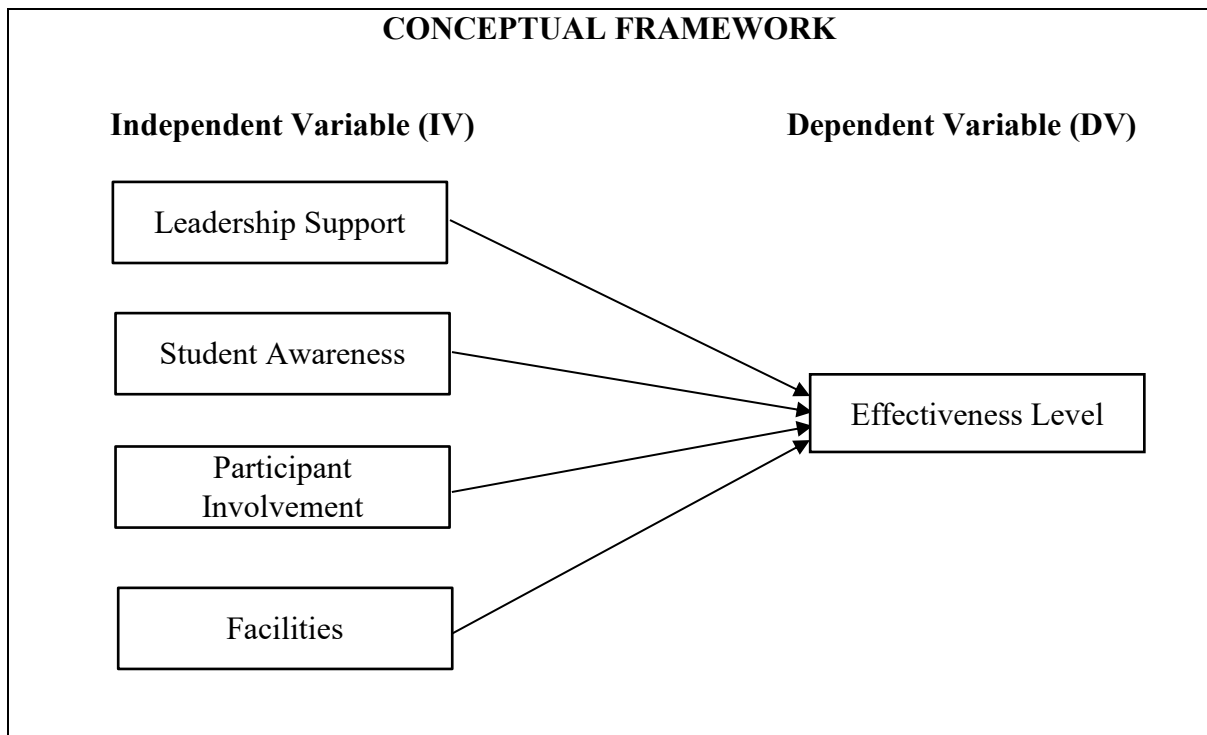 CONCEPTUAL FRAMEWORK
Independent Variable (IV)
Dependent Variable (DV)
Leadership Support
Student Awareness
Effectiveness Level
Participant
Involvement
Facilities